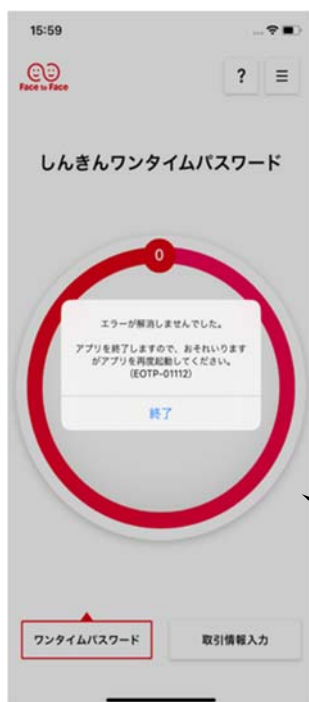 15:59
Face to Face
?
しんきんワンタイムパスワード
0
エラーが解消しませんでした。
アプリを終了しますので、おそれいります
がアプリを再度起動してください。
(EOTP-01112)
終了
ワンタイムパスワード
取引情報入力